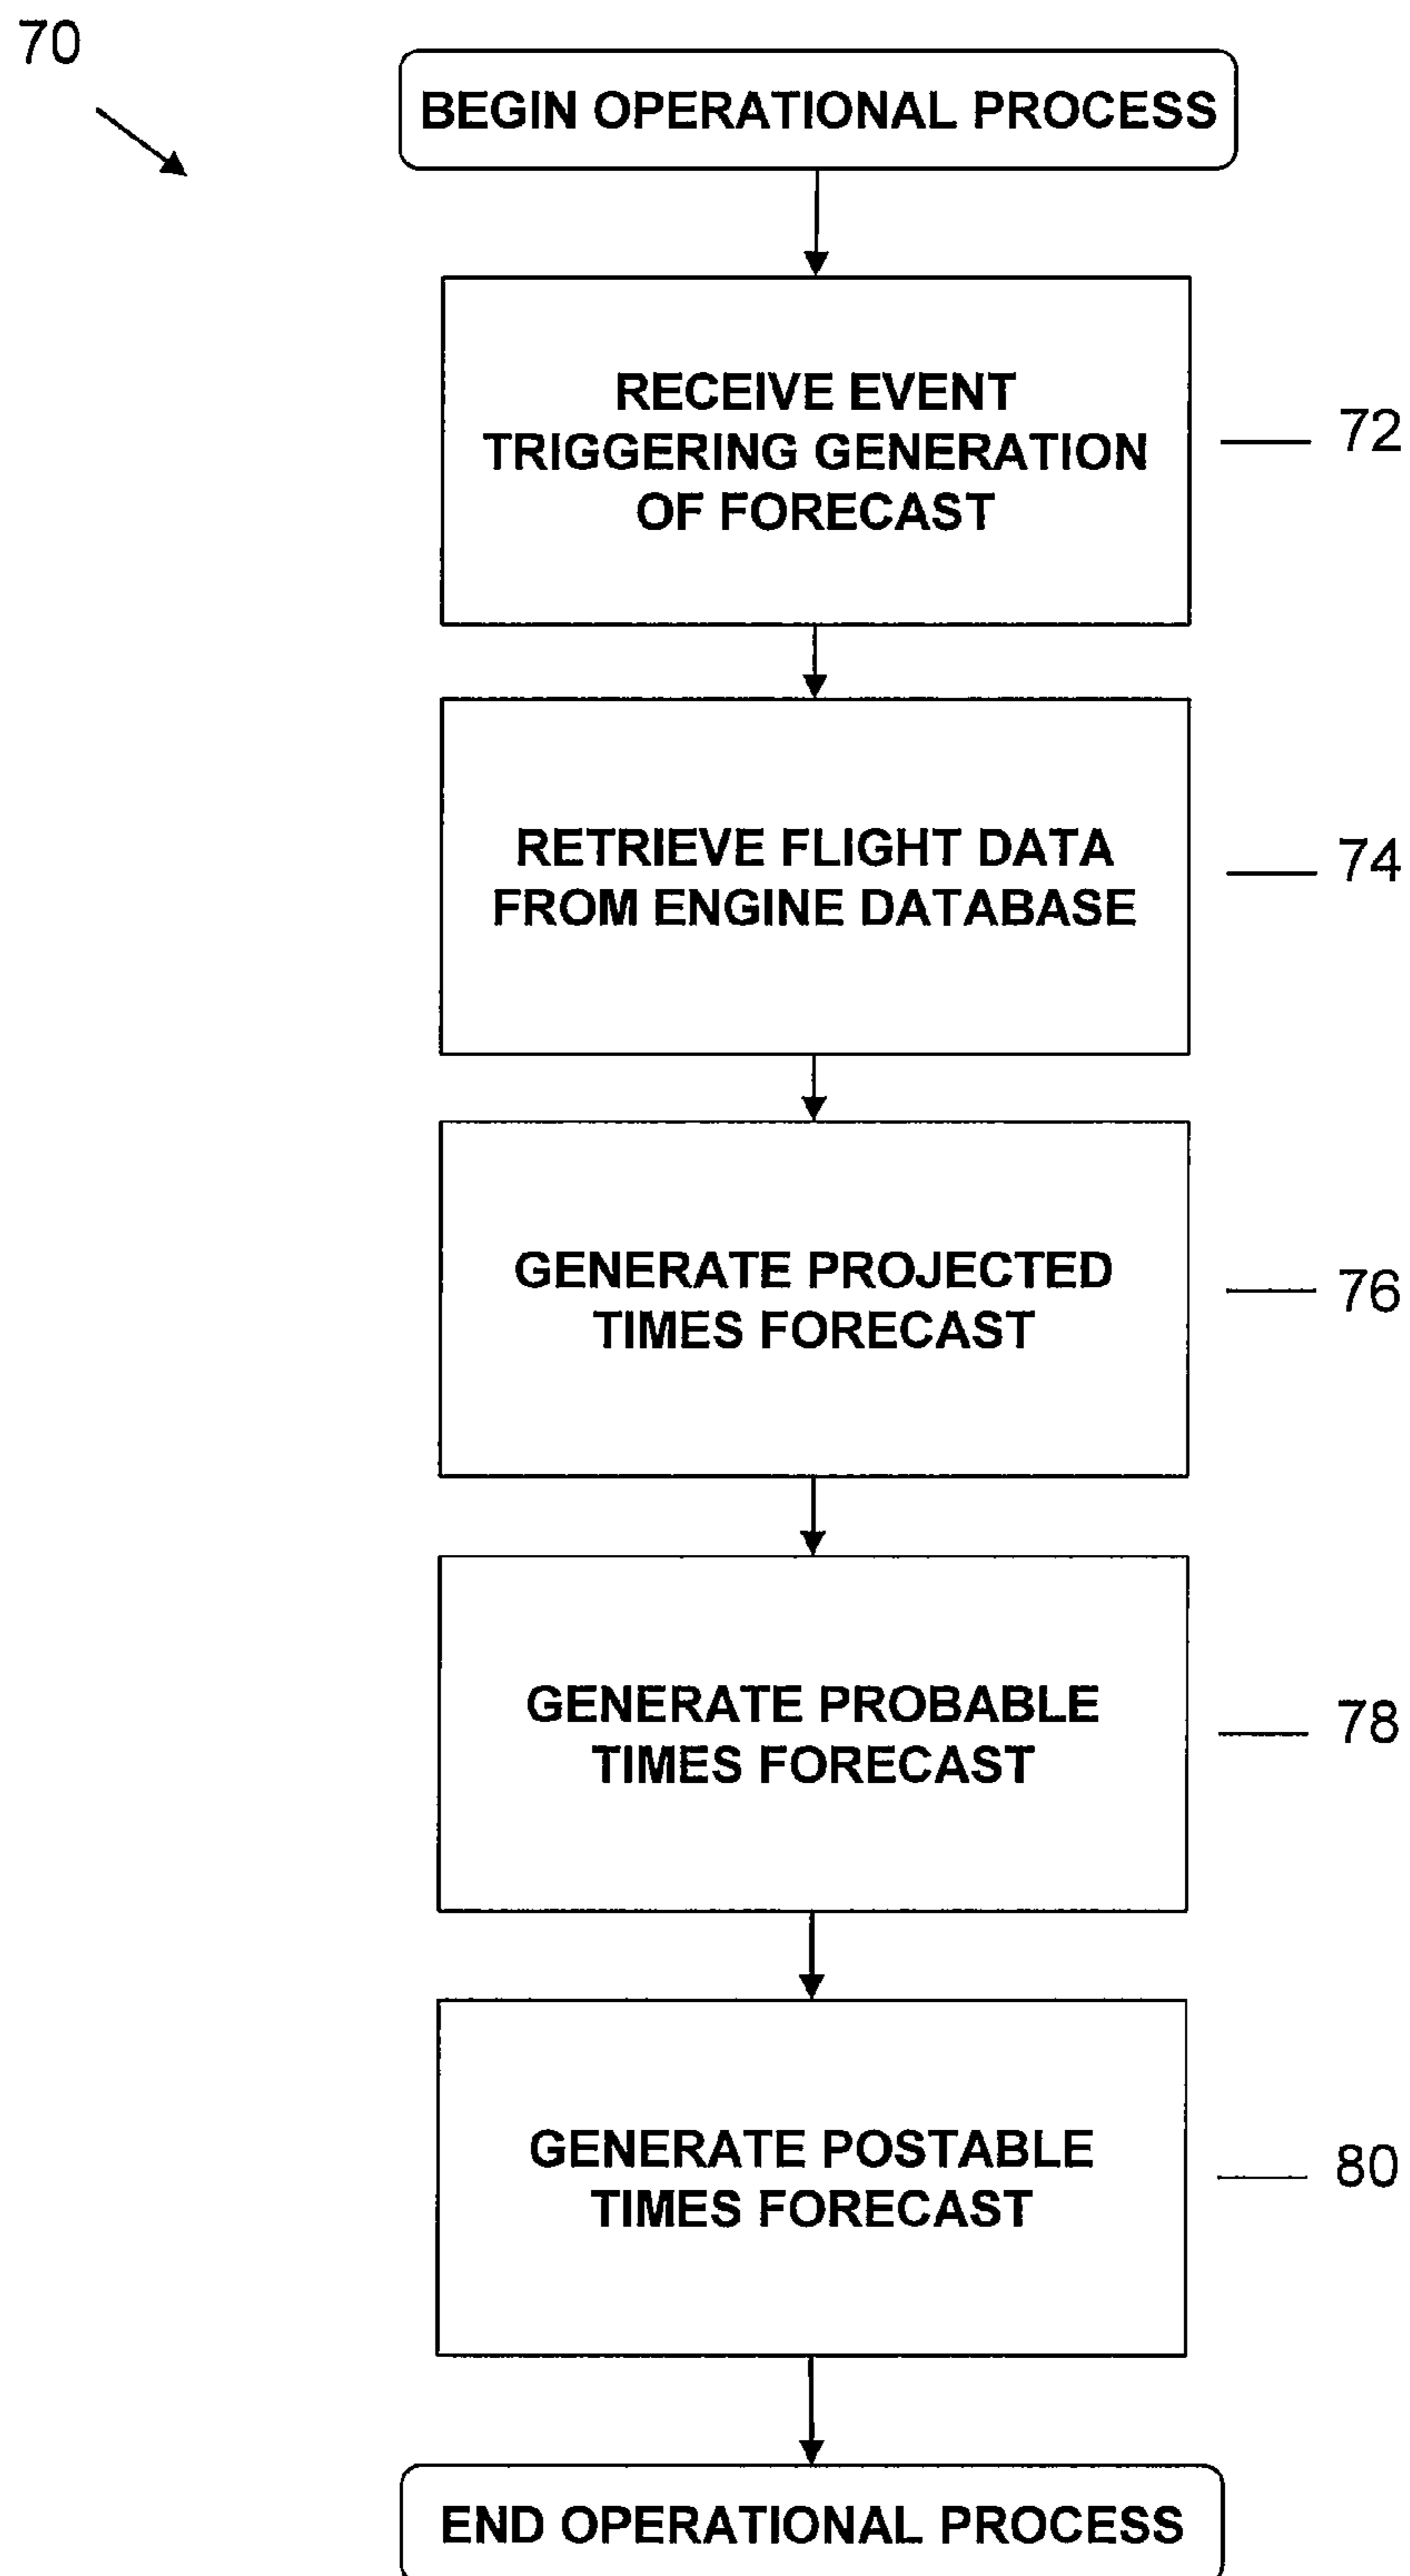 70
BEGIN OPERATIONAL PROCESS
RECEIVE EVENT
TRIGGERING GENERATION
OF FORECAST
72
RETRIEVE FLIGHT DATA
FROM ENGINE DATABASE
74
GENERATE PROJECTED
TIMES FORECAST
76
GENERATE PROBABLE
TIMES FORECAST
78
GENERATE POSTABLE
TIMES FORECAST
80
END OPERATIONAL PROCESS